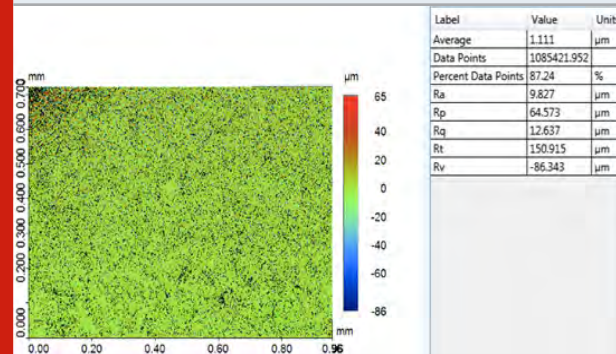 Label Value Unit
Average 1.111 µm
Data Points 1085421.952
Percent Data Points 87.24 %
Ra 9.827 µm
Rp 64.573 µm
Rq 12.637 µm
Rt 150.915 µm
Rv -86.343 µm
mm
0.700
0.600
0.500
0.400
0.300
0.200
0.000
0.00 0.20 0.40 0.60 0.80 0.96
mm
µm
65
40
20
0
-20
-40
-60
-86